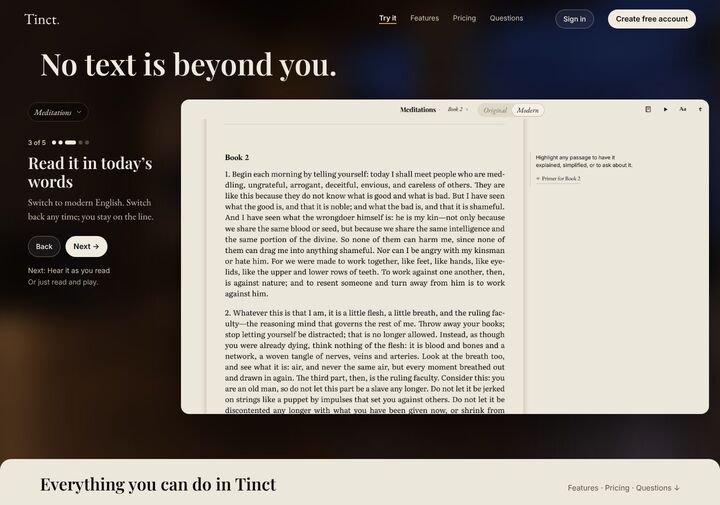 Tinct.
Try it
Features
Pricing
Questions
Sign in
Create free account
No text is beyond you.
Meditations
3 of 5
Read it in today's
words
Switch to modern English. Switch
back any time; you stay on the line.
Back
Next →
Next: Hear it as you read
Or just read and play.
Meditations
Book 2
Original
Modern
Aa
Book 2
1. Begin each morning by telling yourself: today I shall meet people who are med-
dling, ungrateful, arrogant, deceitful, envious, and careless of others. They are
like this because they do not know what is good and what is bad. But I have seen
what the good is, and that it is noble; and what the bad is, and that it is shameful.
And I have seen what the wrongdoer himself is: he is my kin—not only because
we share the same blood or seed, but because we share the same intelligence and
the same portion of the divine. So none of them can harm me, since none of
them can drag me into anything shameful. Nor can I be angry with my kinsman
or hate him. For we were made to work together, like feet, like hands, like eye-
lids, like the upper and lower rows of teeth. To work against one another, then,
is against nature; and to resent someone and turn away from him is to work
against him.
2. Whatever this is that I am, it is a little flesh, a little breath, and the ruling fac-
ulty—the reasoning mind that governs the rest of me. Throw away your books;
stop letting yourself be distracted; that is no longer allowed. Instead, as though
you were already dying, think nothing of the flesh: it is blood and bones and a
network, a woven tangle of nerves, veins and arteries. Look at the breath too,
and see what it is: air, and never the same air, but every moment breathed out
and drawn in again. The third part, then, is the ruling faculty. Consider this: you
are an old man, so do not let this part be a slave any longer. Do not let it be jerked
on strings like a puppet by impulses that set you against others. Do not let it be
discontented any longer with what you have been given now, or shrink from
Highlight any passage to have it
explained, simplified, or to ask about it.
+ Primer for Book 2
Everything you can do in Tinct
Features · Pricing · Questions ↓